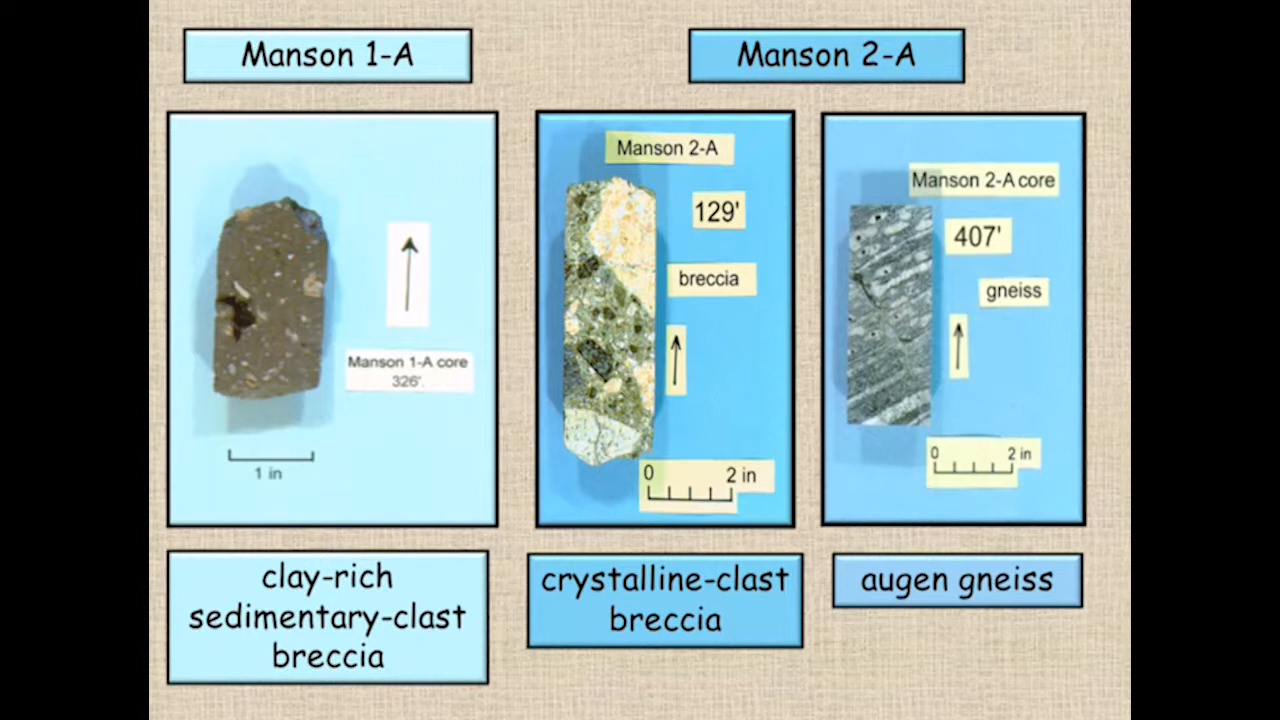 Manson 1-A
Manson 2-A
Manson 1-A core
326'.
1 in
Manson 2-A
129'
breccia
0 2 in
Manson 2-A core
407'
gneiss
0 2 in
clay-rich
sedimentary-clast
breccia
crystalline-clast
breccia
augen gneiss